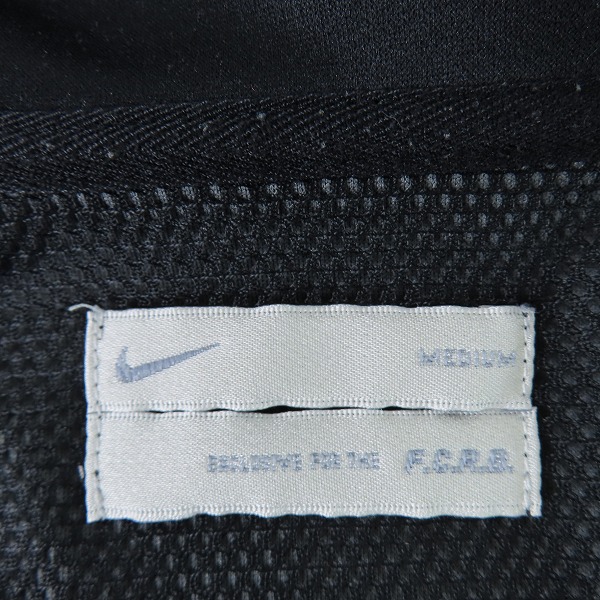 MEDIUM
EXCLUSIVE FOR THE F.C.R.B.